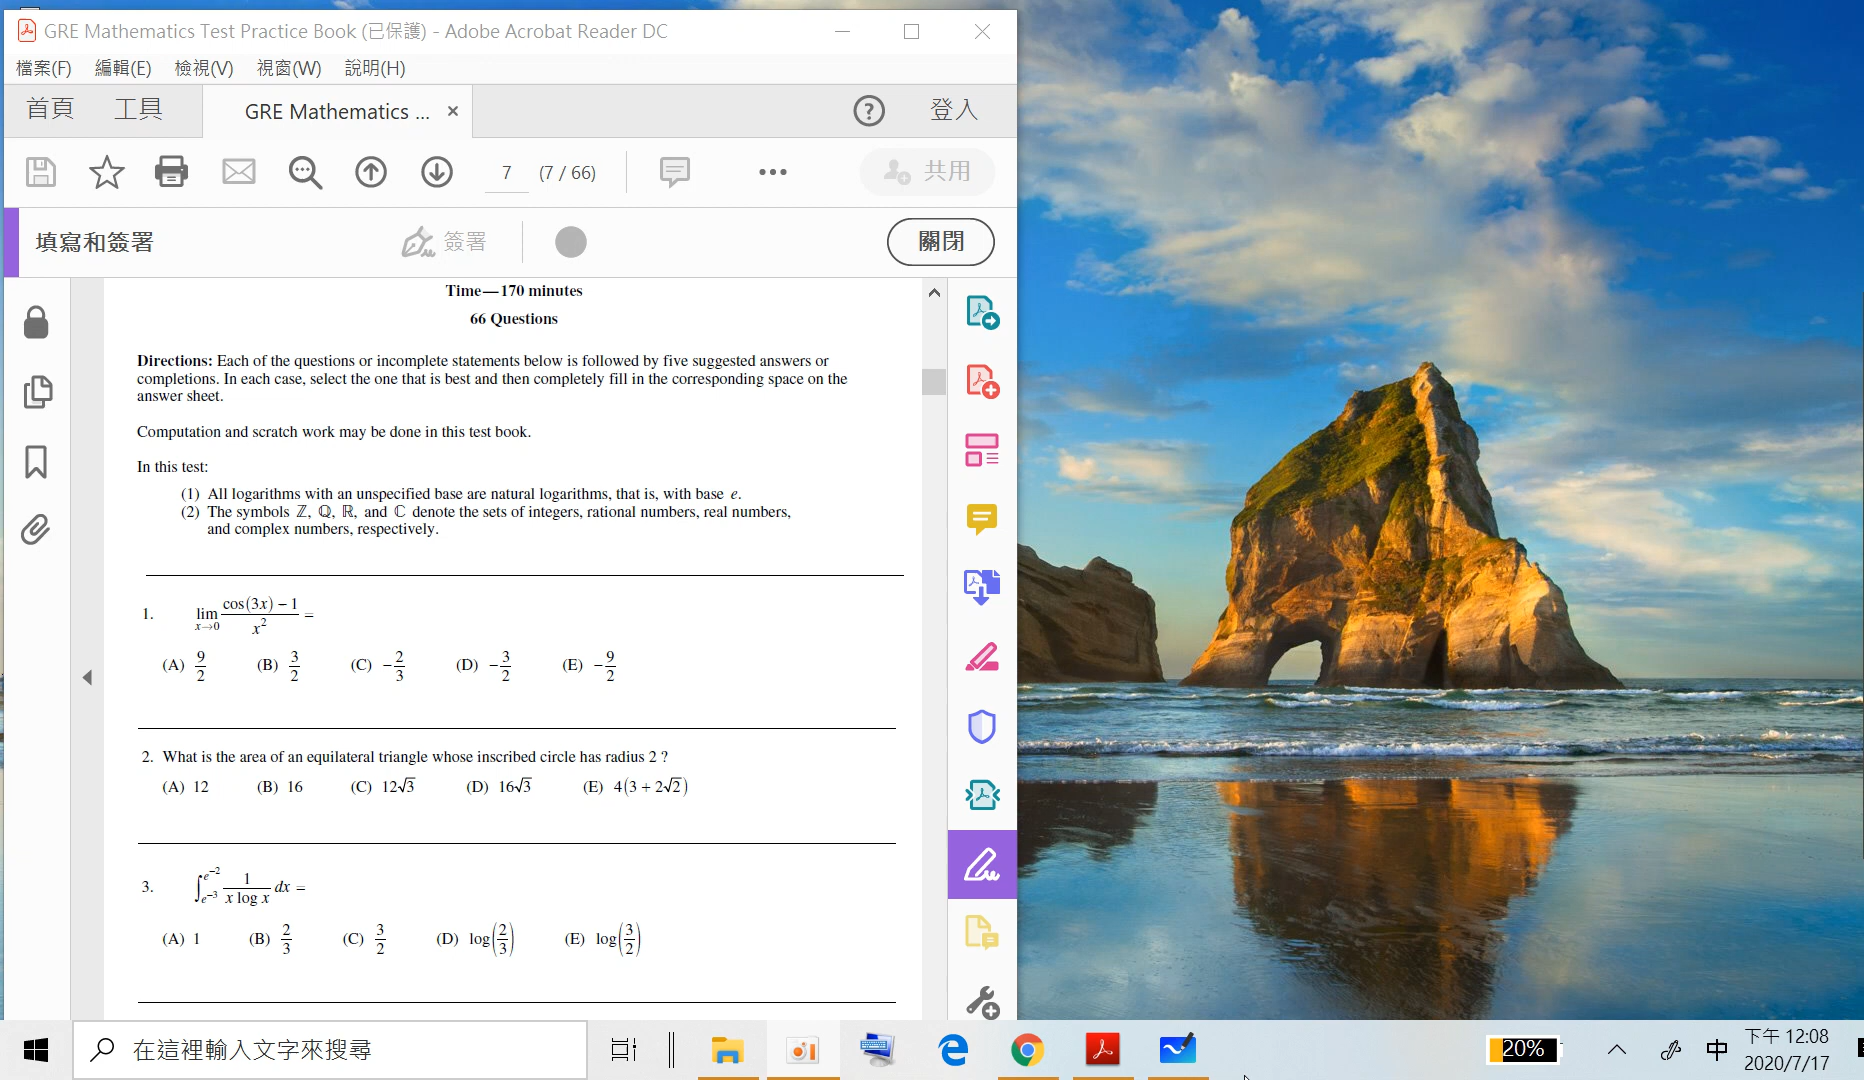 GRE Mathematics Test Practice Book (已保護) - Adobe Acrobat Reader DC
檔案(F) 編輯(E) 檢視(V) 視窗(W) 說明(H)
首頁 工具 GRE Mathematics ... × ? 登入
7 (7 / 66) 共用
填寫和簽署 簽署 關閉
Time—170 minutes
66 Questions
Directions: Each of the questions or incomplete statements below is followed by five suggested answers or
completions. In each case, select the one that is best and then completely fill in the corresponding space on the
answer sheet.
Computation and scratch work may be done in this test book.
In this test:
(1) All logarithms with an unspecified base are natural logarithms, that is, with base e.
(2) The symbols ℤ, ℚ, ℝ, and ℂ denote the sets of integers, rational numbers, real numbers,
and complex numbers, respectively.
1. lim x→0 (cos(3x) − 1)/x² =
(A) 9/2 (B) 3/2 (C) −2/3 (D) −3/2 (E) −9/2
2. What is the area of an equilateral triangle whose inscribed circle has radius 2 ?
(A) 12 (B) 16 (C) 12√3 (D) 16√3 (E) 4(3 + 2√2)
3. ∫_{e⁻³}^{e⁻²} 1/(x log x) dx =
(A) 1 (B) 2/3 (C) 3/2 (D) log(2/3) (E) log(3/2)
在這裡輸入文字來搜尋
20%
中
下午 12:08
2020/7/17